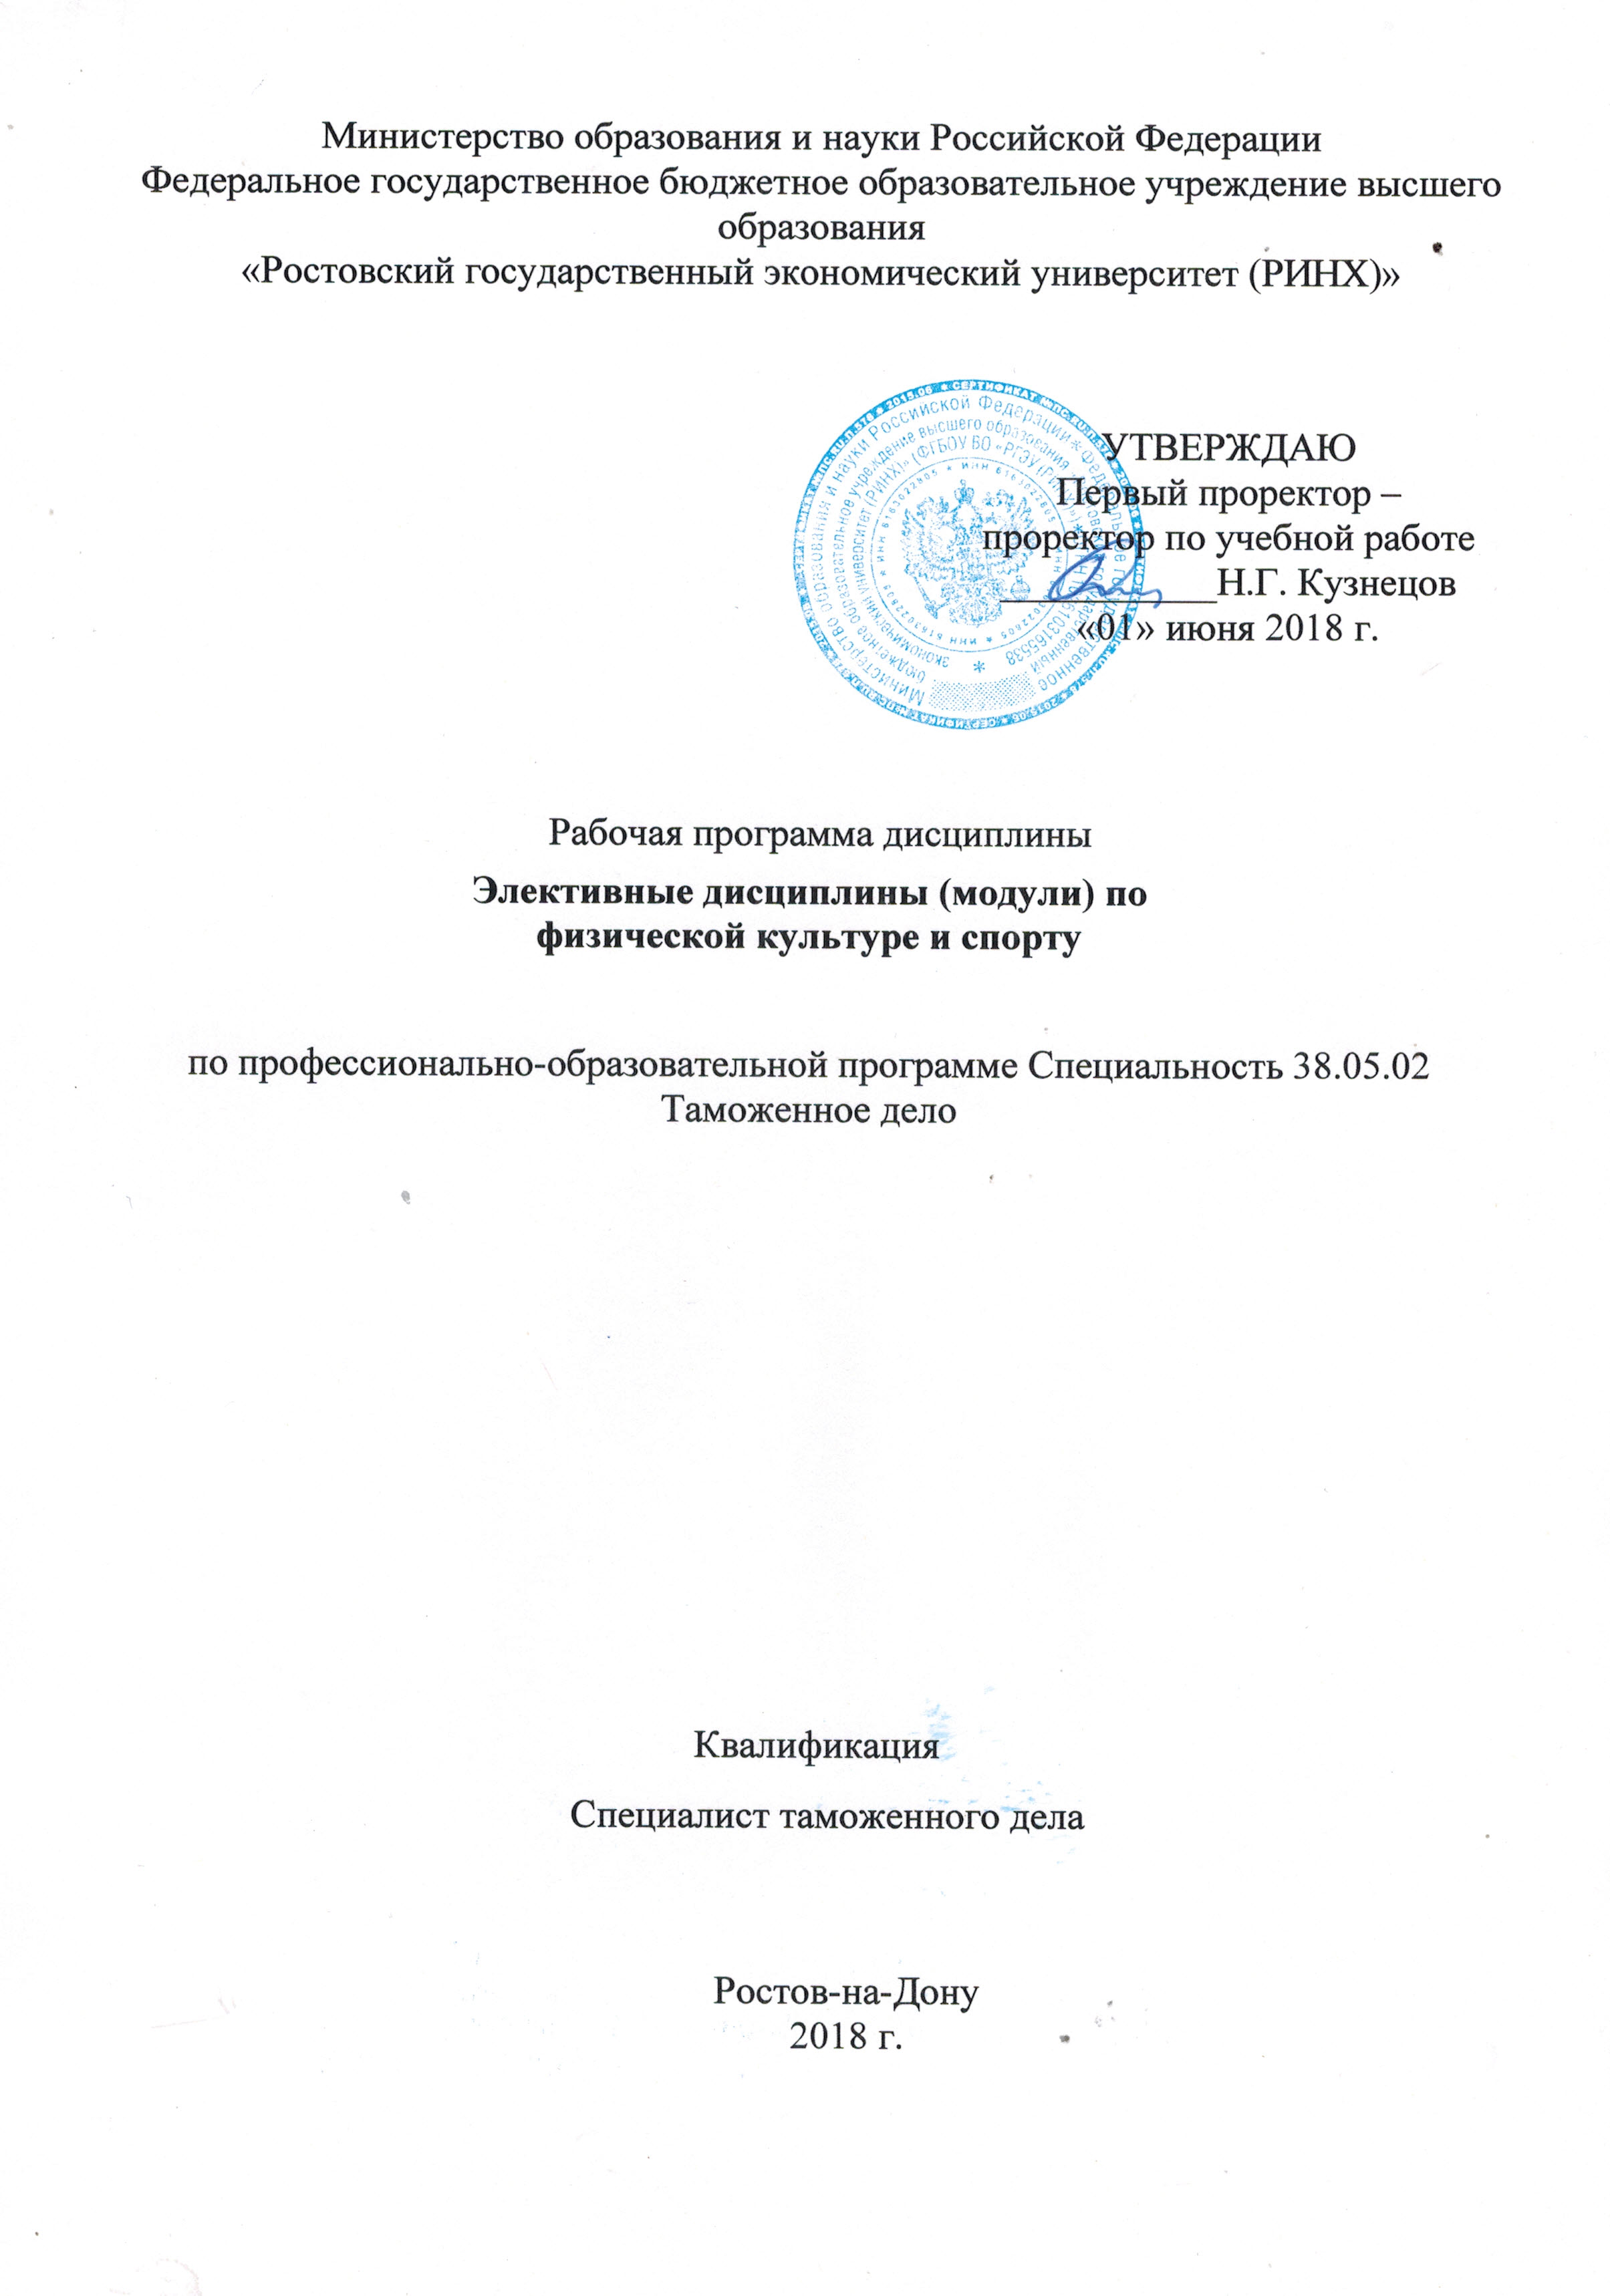 Министерство образования и науки Российской Федерации
Федеральное государственное бюджетное образовательное учреждение высшего
образования
«Ростовский государственный экономический университет (РИНХ)»
УТВЕРЖДАЮ
Первый проректор –
проректор по учебной работе
____________Н.Г. Кузнецов
«01» июня 2018 г.
Рабочая программа дисциплины
Элективные дисциплины (модули) по
физической культуре и спорту
по профессионально-образовательной программе Специальность 38.05.02
Таможенное дело
Квалификация
Специалист таможенного дела
Ростов-на-Дону
2018 г.